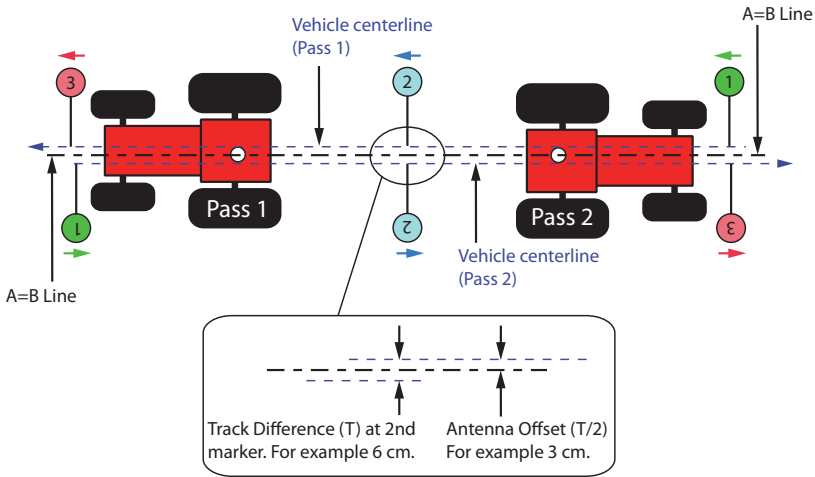 Vehicle centerline
(Pass 1)
A=B Line
3
2
1
Pass 1
Pass 2
1
2
3
Vehicle centerline
(Pass 2)
A=B Line
Track Difference (T) at 2nd
marker. For example 6 cm.
Antenna Offset (T/2)
For example 3 cm.